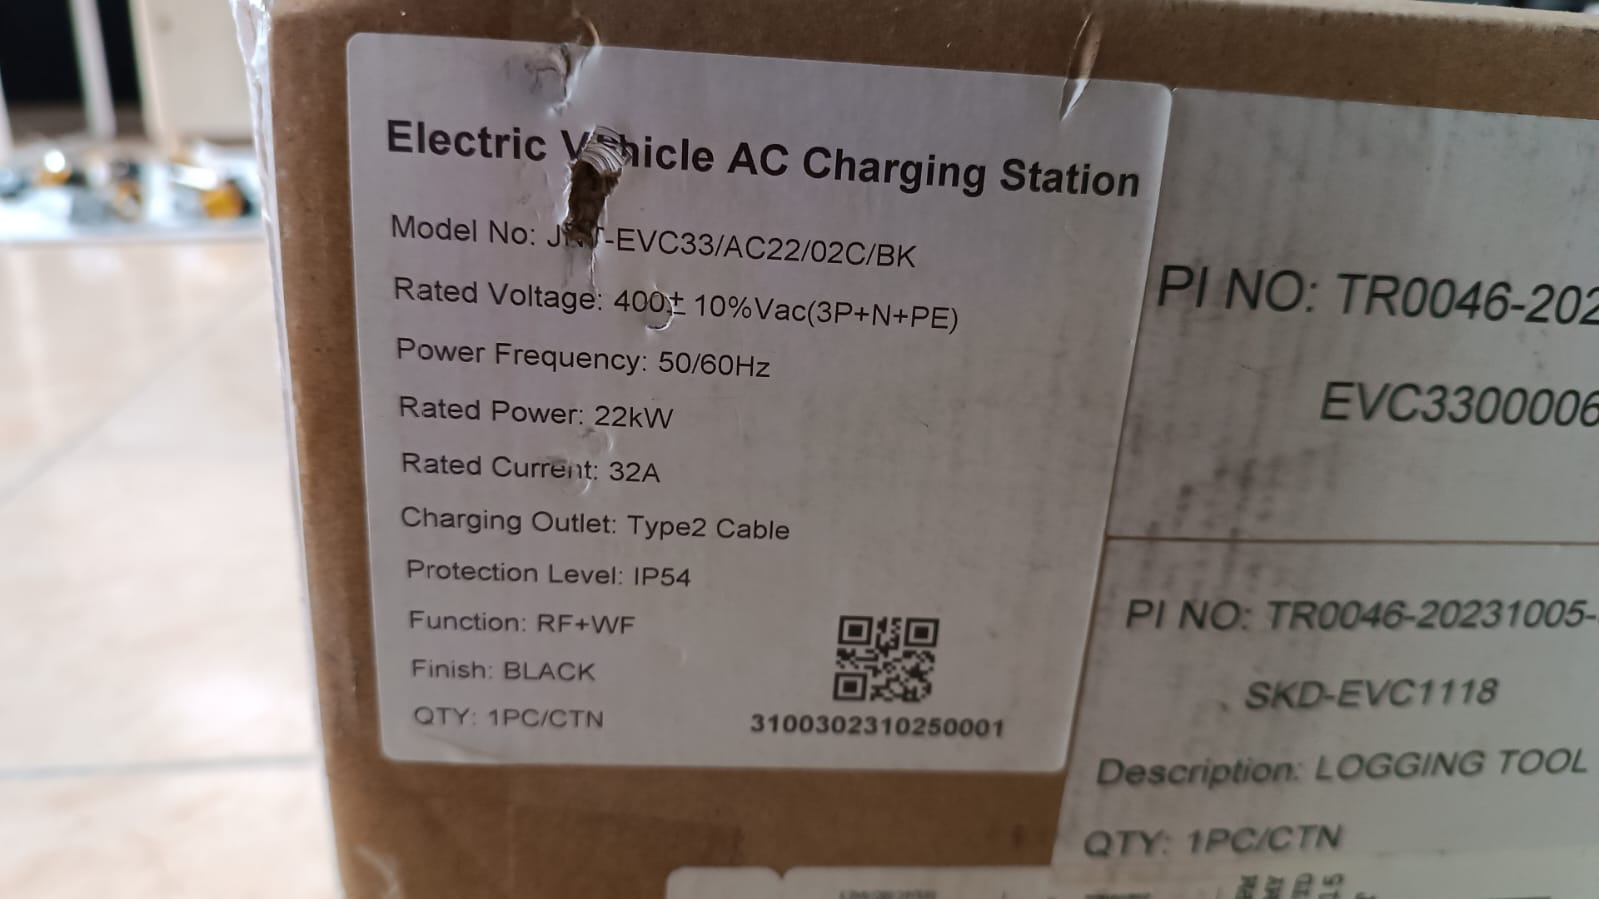 Electric Vehicle AC Charging Station
Model No: JNT-EVC33/AC22/02C/BK
Rated Voltage: 400± 10%Vac(3P+N+PE)
Power Frequency: 50/60Hz
Rated Power: 22kW
Rated Current: 32A
Charging Outlet: Type2 Cable
Protection Level: IP54
Function: RF+WF
Finish: BLACK
QTY: 1PC/CTN
3100302310250001
PI NO: TR0046-202
EVC3300006
PI NO: TR0046-20231005-
SKD-EVC1118
Description: LOGGING TOOL
QTY: 1PC/CTN